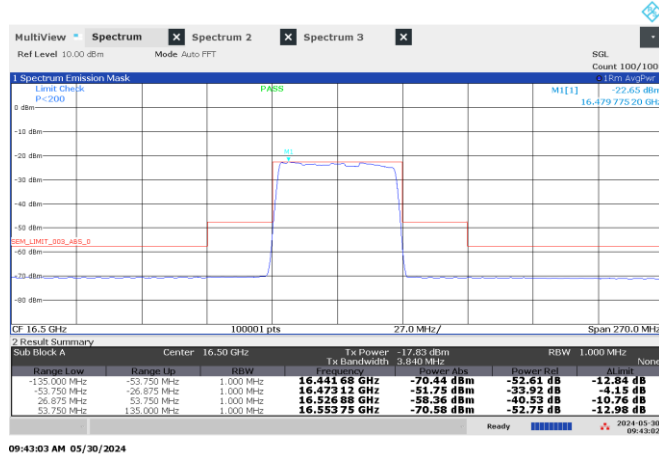 MultiView Spectrum Spectrum 2 Spectrum 3
Ref Level 10.00 dBm Mode Auto FFT SGL
Count 100/100
1 Spectrum Emission Mask 1Rm AvgPwr
Limit Check PASS M1[1] -22.65 dBm
P<200 16.479 775 20 GHz
0 dBm
-10 dBm
M1
-20 dBm
-30 dBm
-40 dBm
-50 dBm
SEM_LIMIT_003_ABS_0
-60 dBm
-70 dBm
-80 dBm
CF 16.5 GHz 100001 pts 27.0 MHz/ Span 270.0 MHz
2 Result Summary
Sub Block A Center 16.50 GHz Tx Power -17.83 dBm RBW 1.000 MHz
Tx Bandwidth 3.840 MHz None
Range Low Range Up RBW Frequency Power Abs Power Rel ΔLimit
-135.000 MHz -53.750 MHz 1.000 MHz 16.441 68 GHz -70.44 dBm -52.61 dB -12.84 dB
-53.750 MHz -26.875 MHz 1.000 MHz 16.473 12 GHz -51.75 dBm -33.92 dB -4.15 dB
26.875 MHz 53.750 MHz 1.000 MHz 16.526 88 GHz -58.36 dBm -40.53 dB -10.76 dB
53.750 MHz 135.000 MHz 1.000 MHz 16.553 75 GHz -70.58 dBm -52.75 dB -12.98 dB
Ready 2024-05-30
09:43:02
09:43:03 AM 05/30/2024